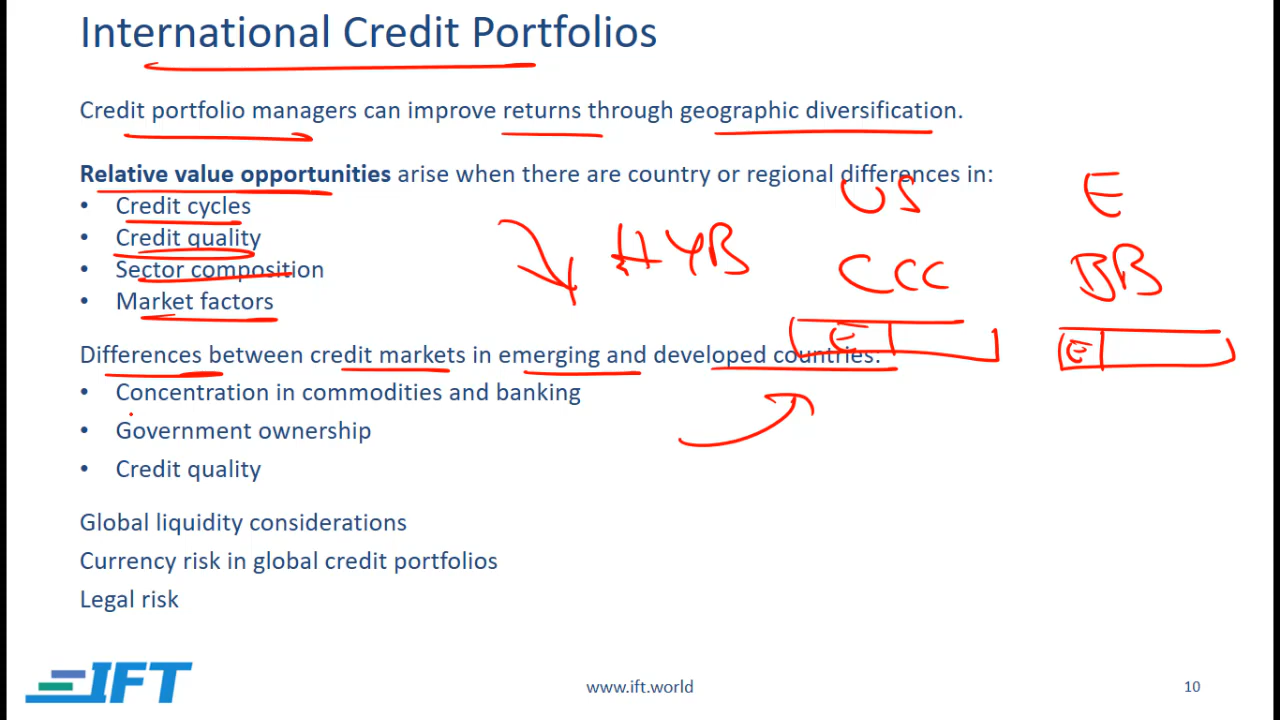 International Credit Portfolios
Credit portfolio managers can improve returns through geographic diversification.
Relative value opportunities arise when there are country or regional differences in:
• Credit cycles
• Credit quality
• Sector composition
• Market factors
US E
HYB CCC BB
E E
Differences between credit markets in emerging and developed countries:
• Concentration in commodities and banking
• Government ownership
• Credit quality
Global liquidity considerations
Currency risk in global credit portfolios
Legal risk
IFT www.ift.world 10